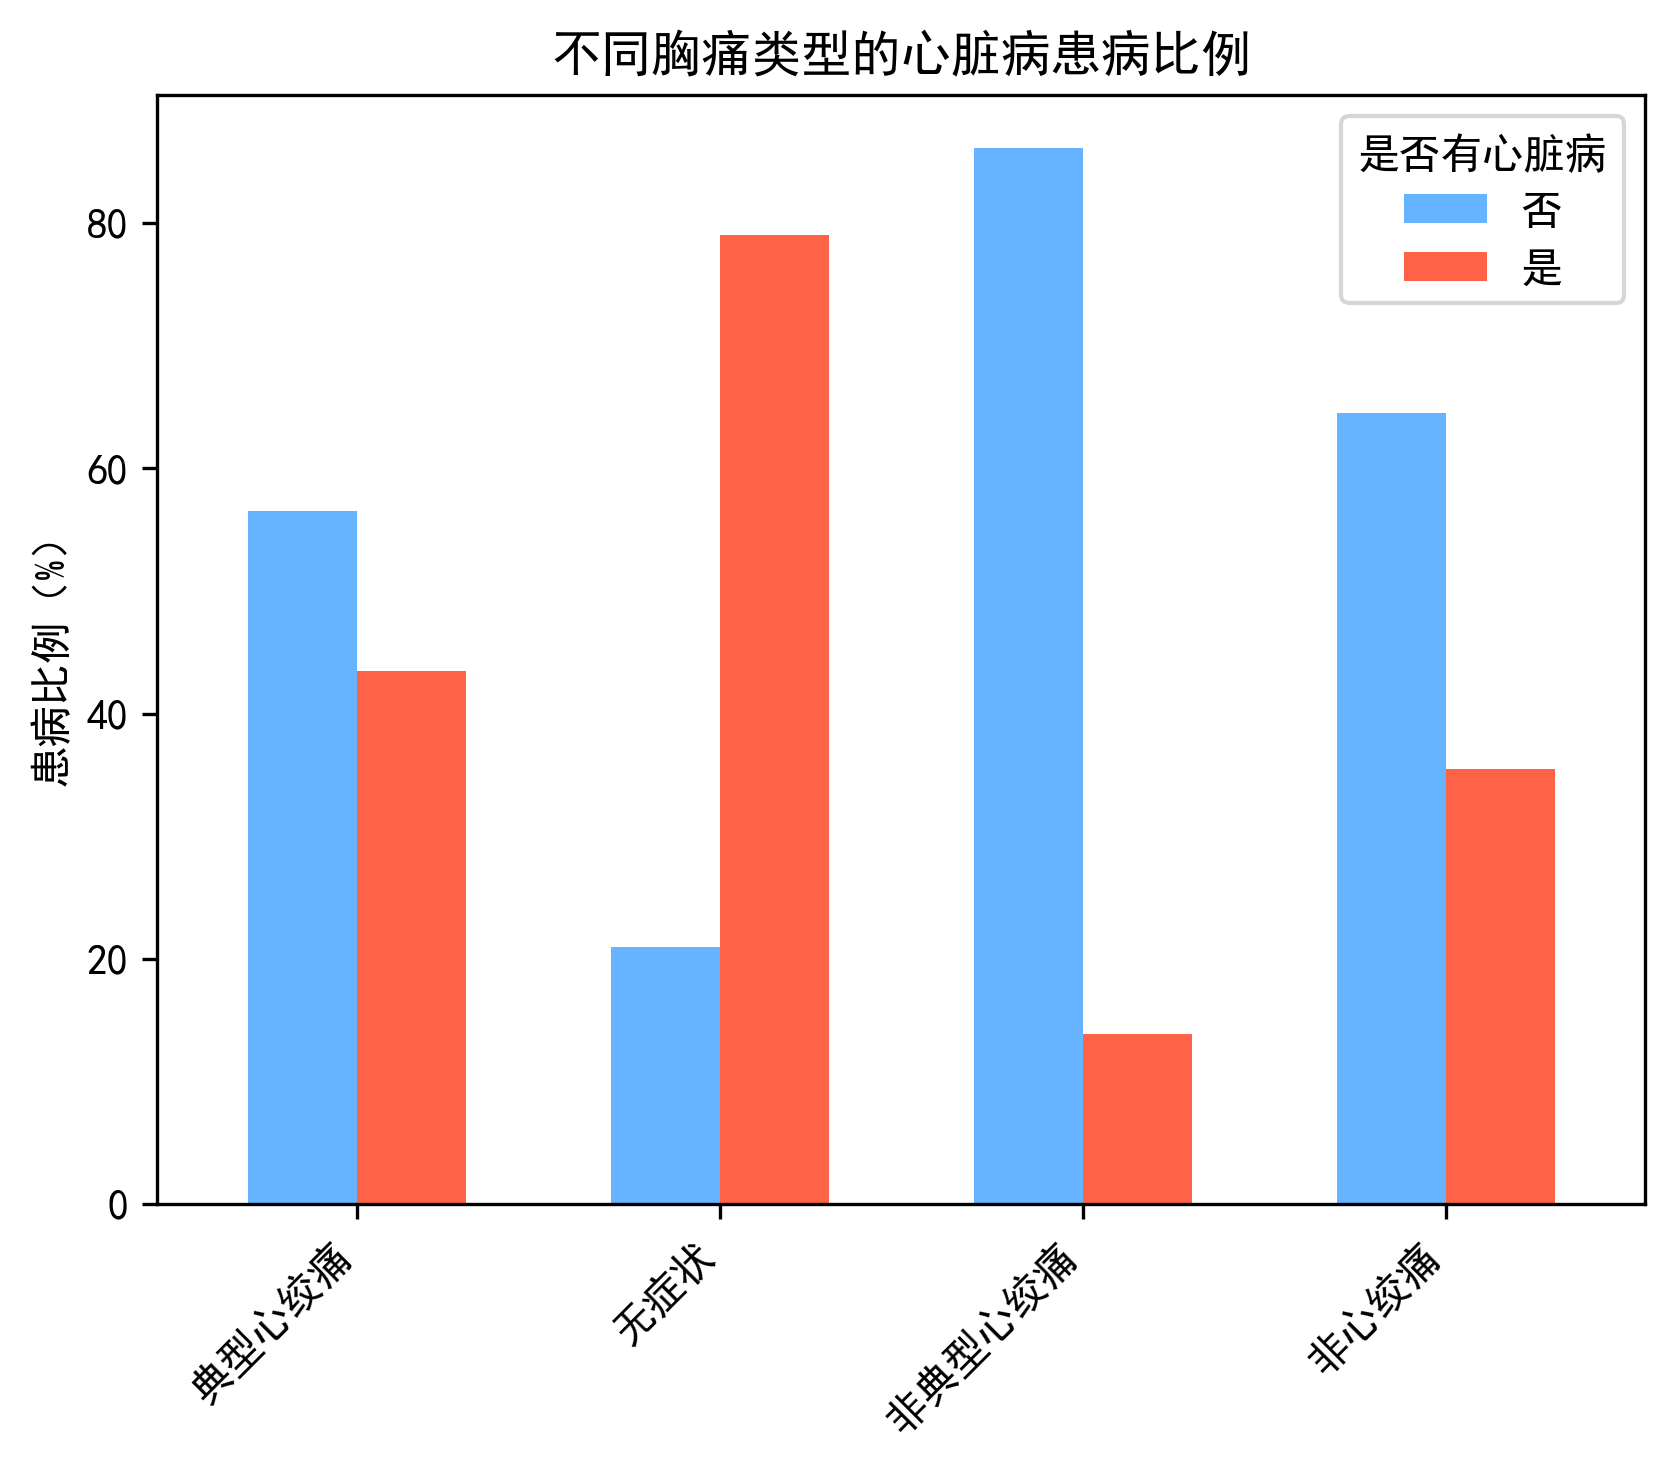 不同胸痛类型的心脏病患病比例
是否有心脏病
否
是
患病比例（%）
80
60
40
20
0
典型心绞痛
无症状
非典型心绞痛
非心绞痛